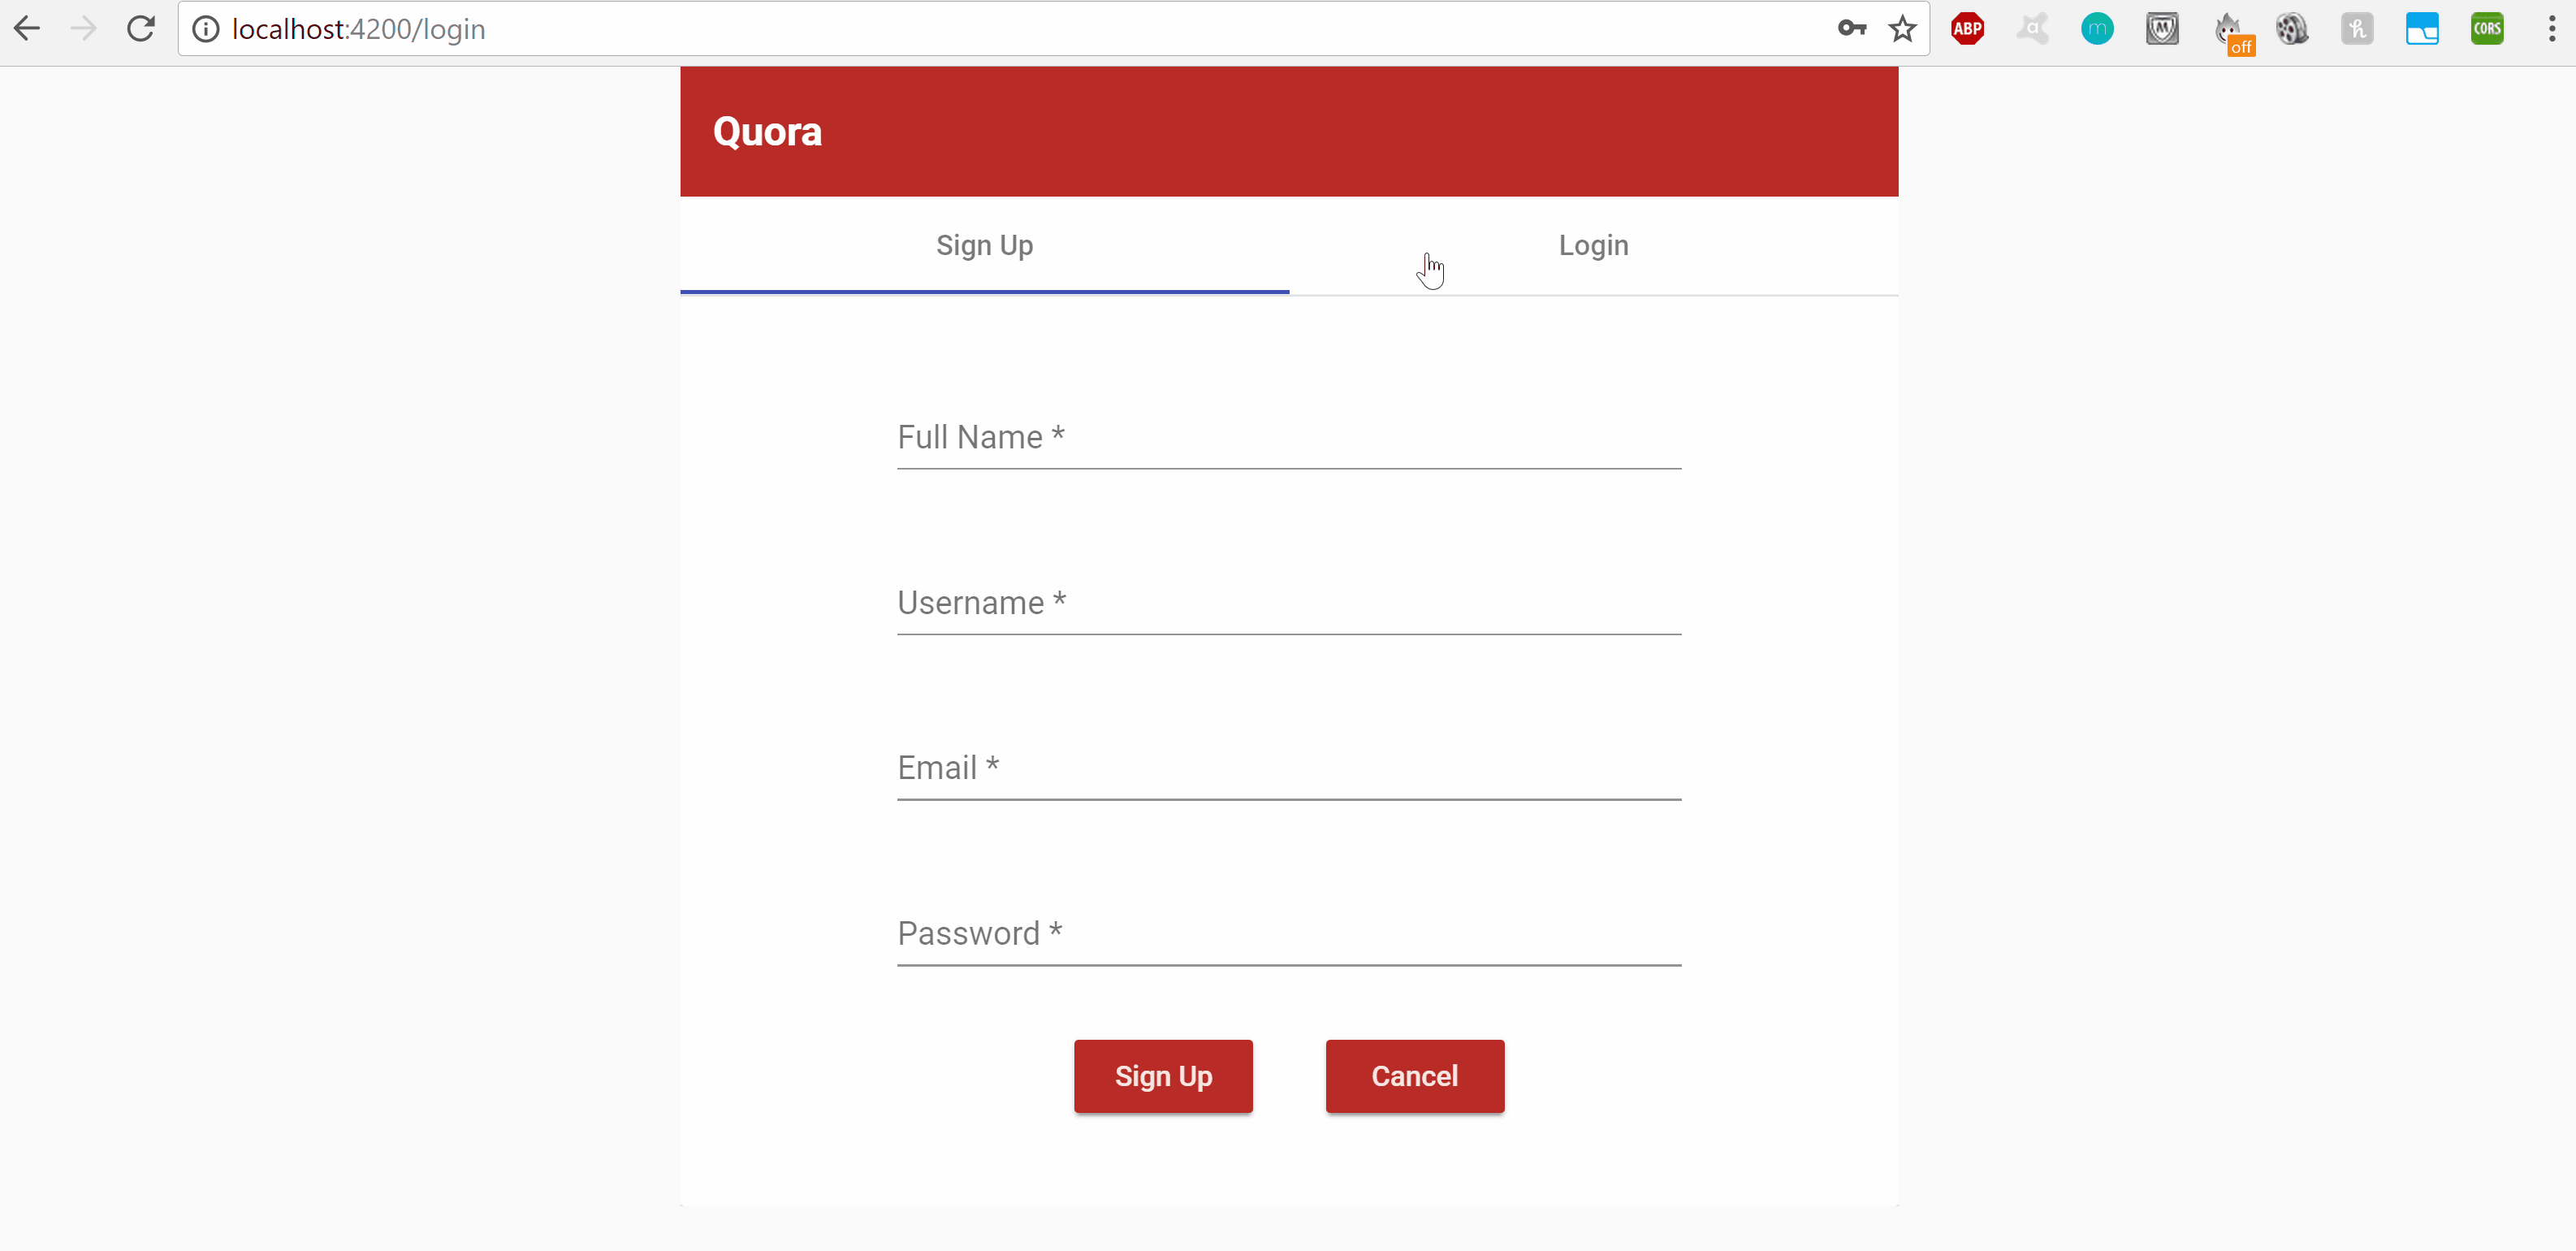 localhost:4200/login
ABP
a
m
M
off
h
CORS
Quora
Sign Up Login
Full Name *
Username *
Email *
Password *
Sign Up Cancel